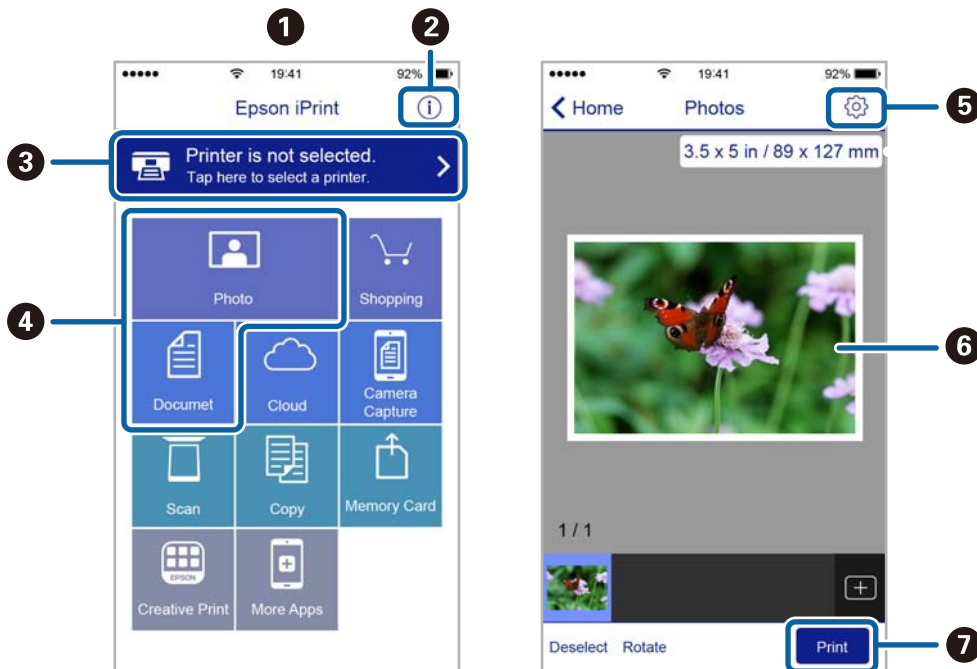 1
2
19:41
92%
Epson iPrint
i
3
Printer is not selected.
Tap here to select a printer.
4
Photo
Shopping
Documet
Cloud
Camera
Capture
Scan
Copy
Memory Card
EPSON
Creative Print
More Apps
19:41
92%
Home
Photos
5
3.5 x 5 in / 89 x 127 mm
6
1 / 1
Deselect
Rotate
Print
7